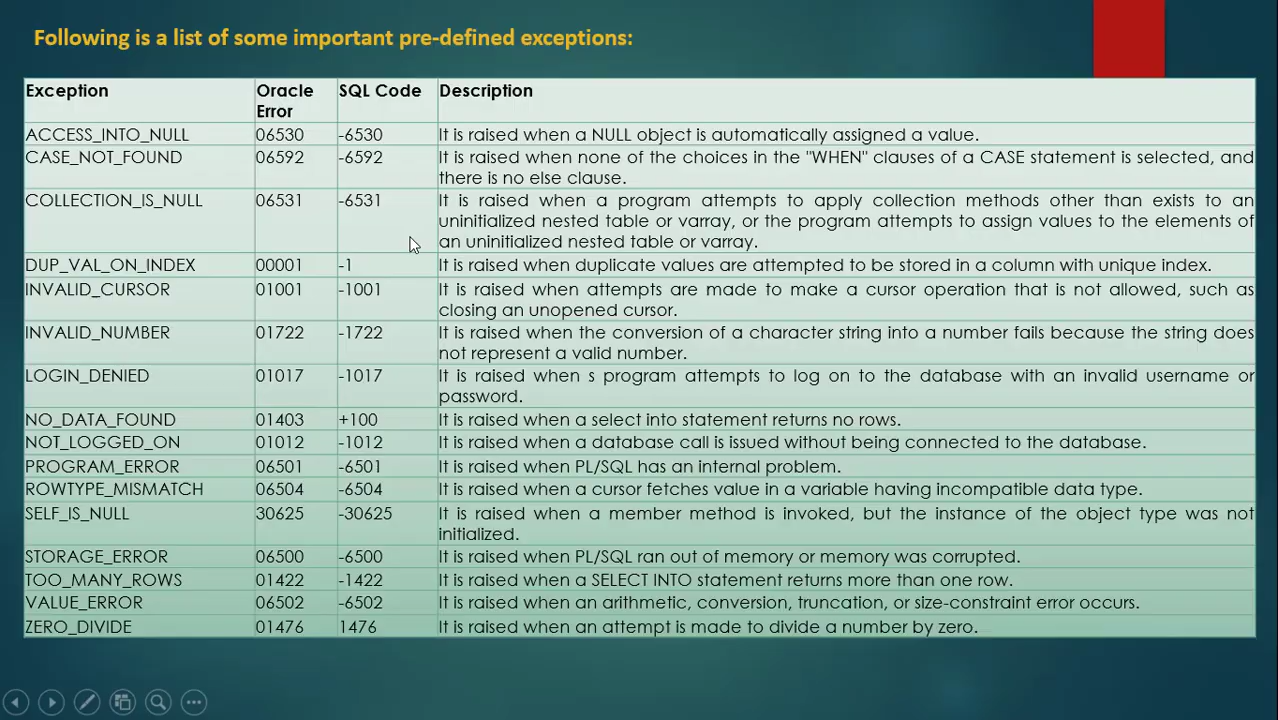 Following is a list of some important pre-defined exceptions:
Exception Oracle Error SQL Code Description
ACCESS_INTO_NULL 06530 -6530 It is raised when a NULL object is automatically assigned a value.
CASE_NOT_FOUND 06592 -6592 It is raised when none of the choices in the "WHEN" clauses of a CASE statement is selected, and
there is no else clause.
COLLECTION_IS_NULL 06531 -6531 It is raised when a program attempts to apply collection methods other than exists to an
uninitialized nested table or varray, or the program attempts to assign values to the elements of
an uninitialized nested table or varray.
DUP_VAL_ON_INDEX 00001 -1 It is raised when duplicate values are attempted to be stored in a column with unique index.
INVALID_CURSOR 01001 -1001 It is raised when attempts are made to make a cursor operation that is not allowed, such as
closing an unopened cursor.
INVALID_NUMBER 01722 -1722 It is raised when the conversion of a character string into a number fails because the string does
not represent a valid number.
LOGIN_DENIED 01017 -1017 It is raised when s program attempts to log on to the database with an invalid username or
password.
NO_DATA_FOUND 01403 +100 It is raised when a select into statement returns no rows.
NOT_LOGGED_ON 01012 -1012 It is raised when a database call is issued without being connected to the database.
PROGRAM_ERROR 06501 -6501 It is raised when PL/SQL has an internal problem.
ROWTYPE_MISMATCH 06504 -6504 It is raised when a cursor fetches value in a variable having incompatible data type.
SELF_IS_NULL 30625 -30625 It is raised when a member method is invoked, but the instance of the object type was not
initialized.
STORAGE_ERROR 06500 -6500 It is raised when PL/SQL ran out of memory or memory was corrupted.
TOO_MANY_ROWS 01422 -1422 It is raised when a SELECT INTO statement returns more than one row.
VALUE_ERROR 06502 -6502 It is raised when an arithmetic, conversion, truncation, or size-constraint error occurs.
ZERO_DIVIDE 01476 1476 It is raised when an attempt is made to divide a number by zero.